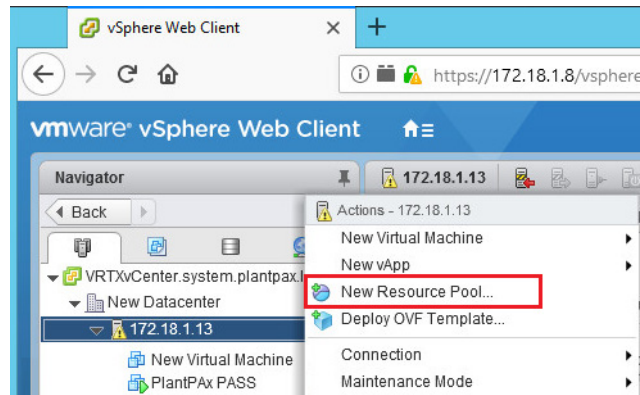 vSphere Web Client
https://172.18.1.8/vsphere
vmware® vSphere Web Client
Navigator
172.18.1.13
Back
Actions - 172.18.1.13
New Virtual Machine
New vApp
VRTXvCenter.system.plantpax.l
New Resource Pool...
New Datacenter
Deploy OVF Template...
172.18.1.13
Connection
New Virtual Machine
PlantPAx PASS
Maintenance Mode